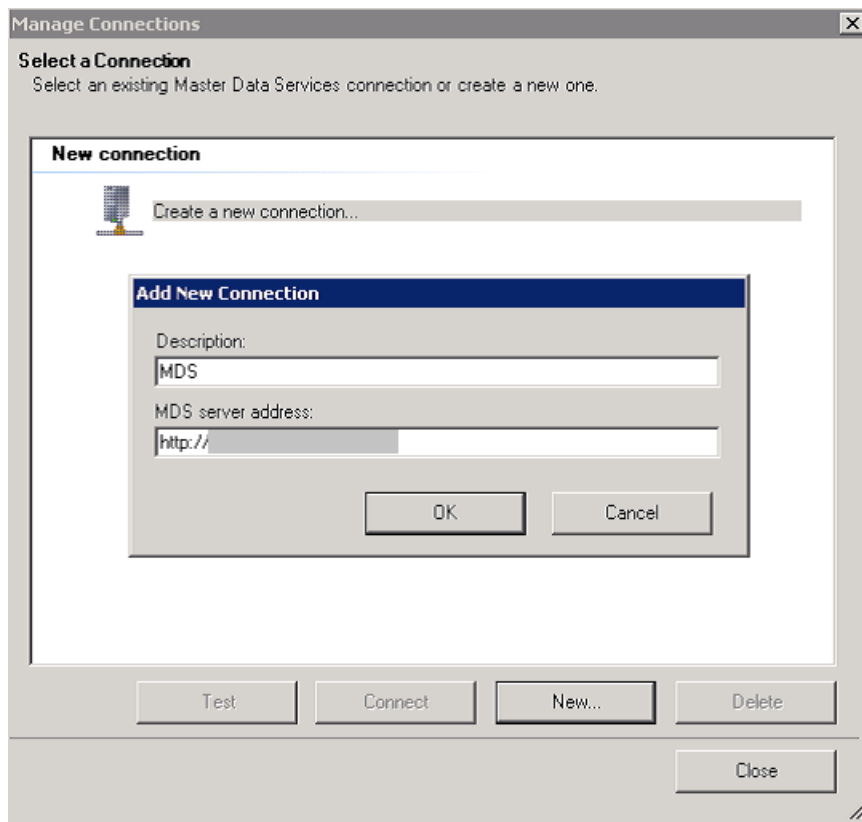 Manage Connections
Select a Connection
Select an existing Master Data Services connection or create a new one.
New connection
Create a new connection...
Add New Connection
Description:
MDS
MDS server address:
http://
OK Cancel
Test Connect New... Delete
Close